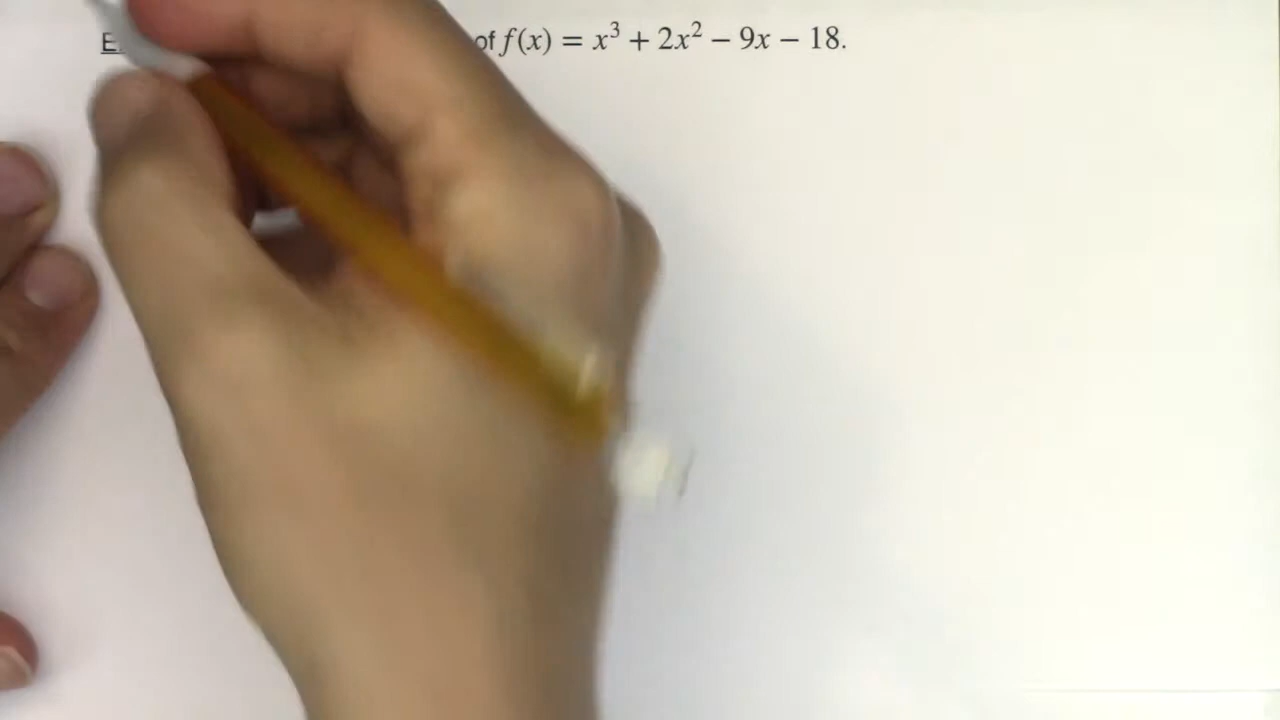 of f(x) = x³ + 2x² − 9x − 18.